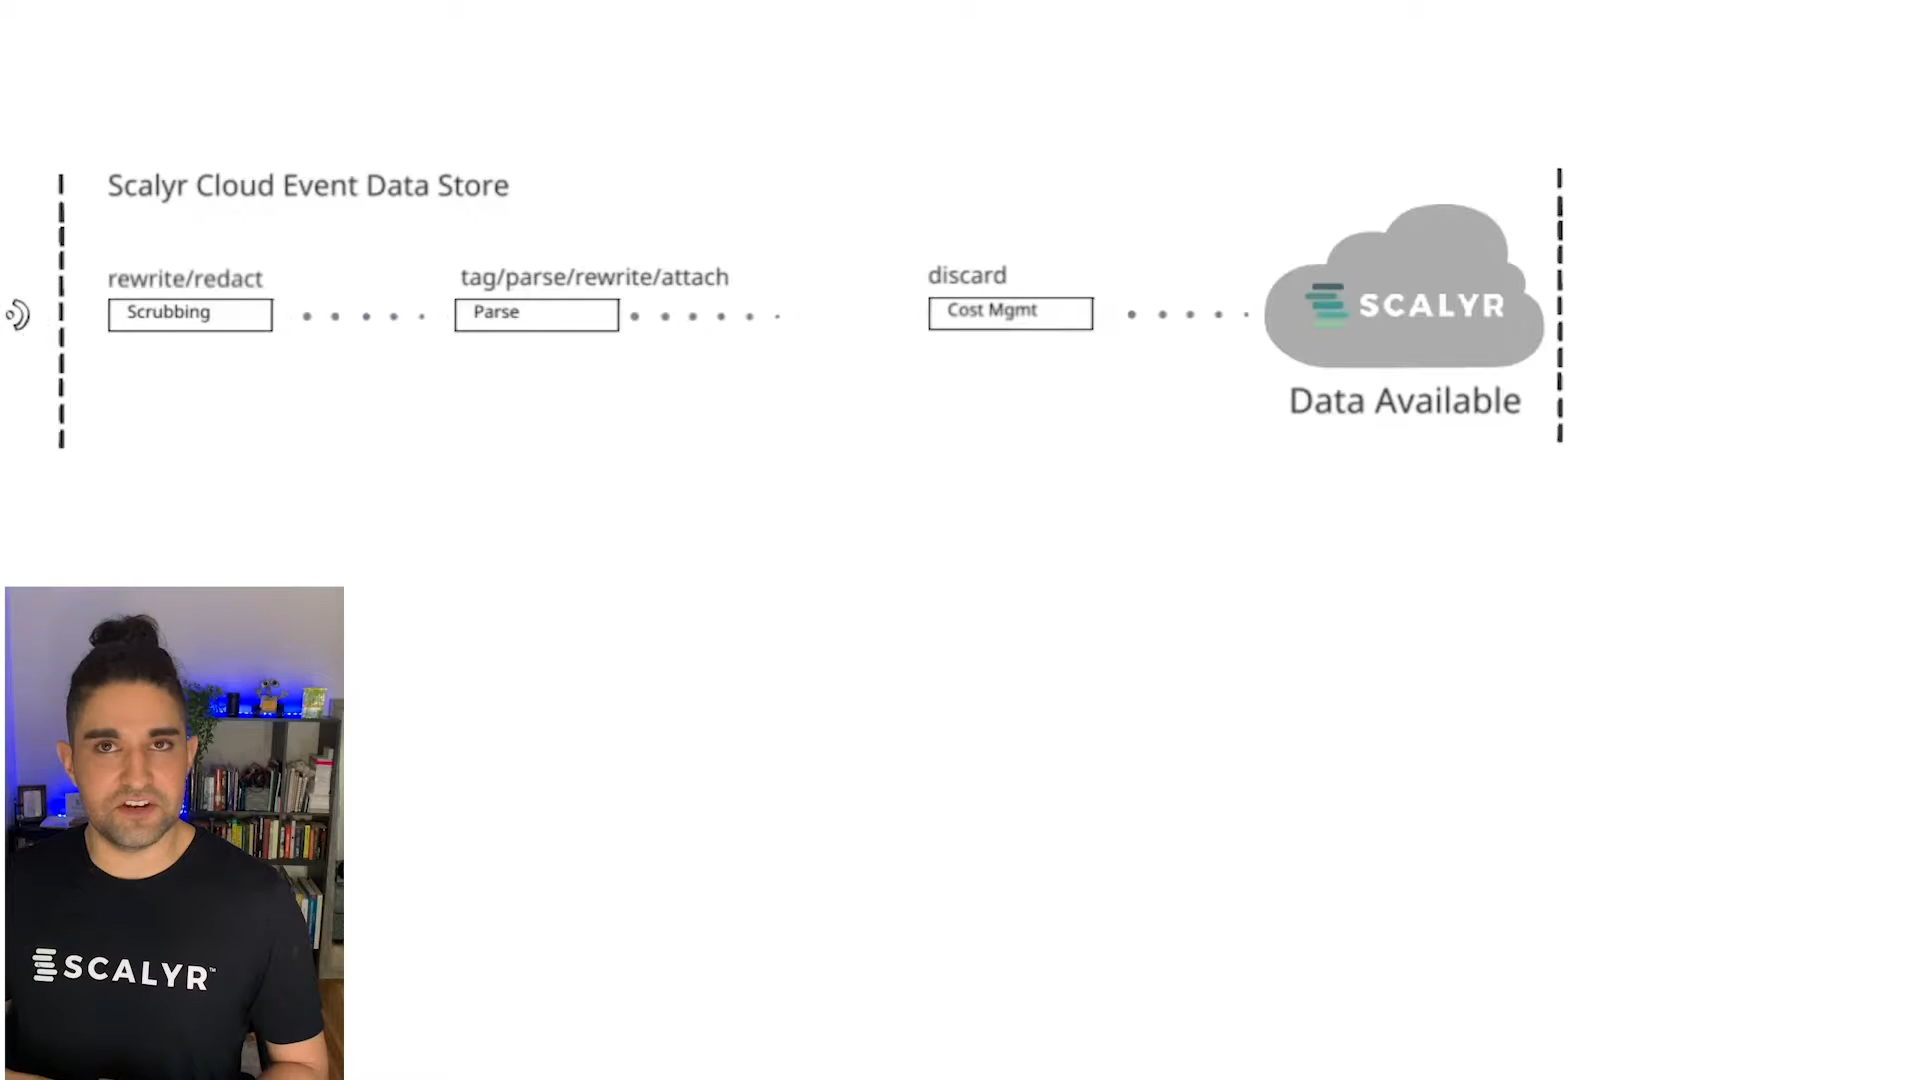 Scalyr Cloud Event Data Store
rewrite/redact
Scrubbing
tag/parse/rewrite/attach
Parse
discard
Cost Mgmt
SCALYR
Data Available
SCALYR™